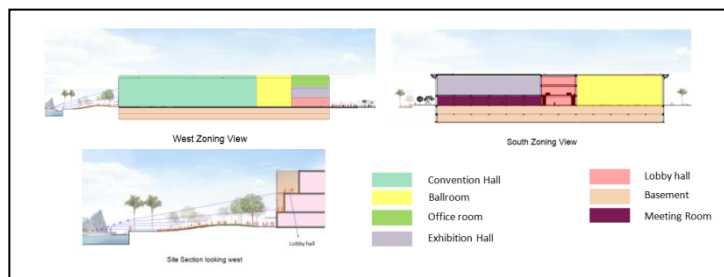 West Zoning View
South Zoning View
Lobby hall
Site Section looking west
Convention Hall
Ballroom
Office room
Exhibition Hall
Lobby hall
Basement
Meeting Room